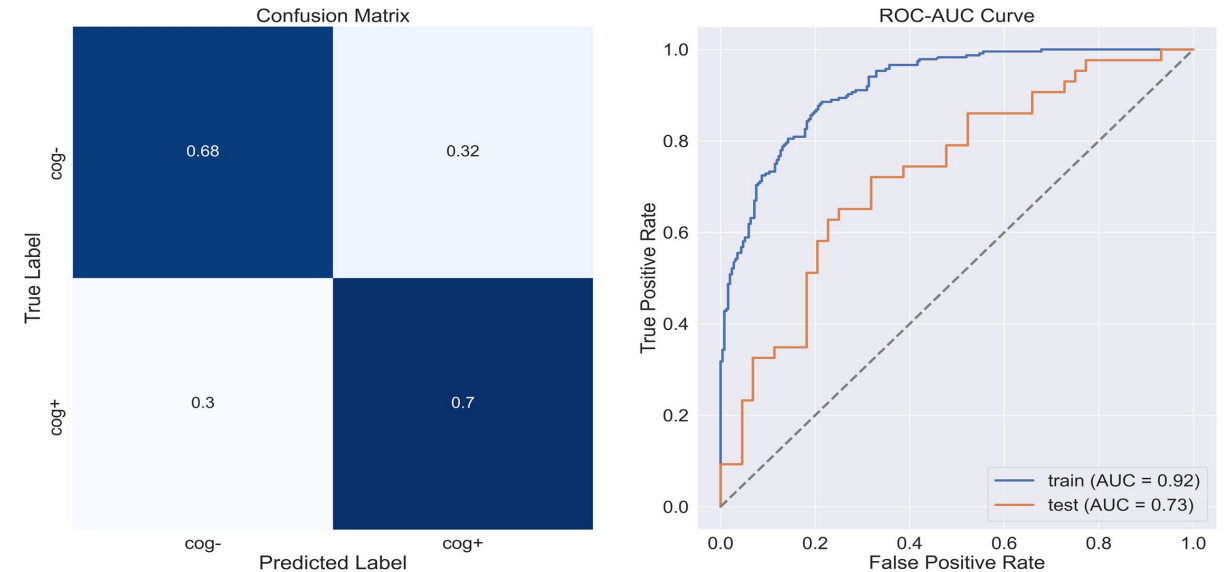 Confusion Matrix
True Label
cog-
0.68
0.32
cog+
0.3
0.7
cog-
cog+
Predicted Label
ROC-AUC Curve
True Positive Rate
1.0
0.8
0.6
0.4
0.2
0.0
train (AUC = 0.92)
test (AUC = 0.73)
0.0
0.2
0.4
0.6
0.8
1.0
False Positive Rate